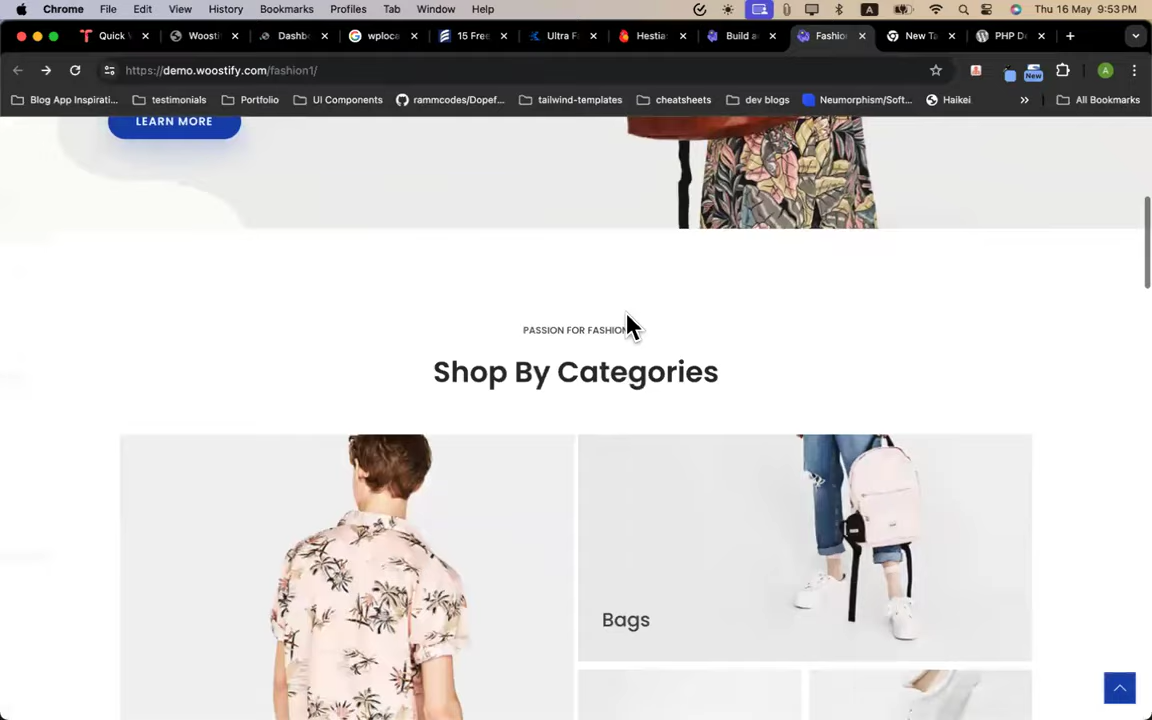 Chrome File Edit View History Bookmarks Profiles Tab Window Help A Thu 16 May 9:53 PM
Quick Woosti Dashb wploca 15 Free Ultra F Hestia Build a Fashio New Ta PHP D
https://demo.woostify.com/fashion1/ New A
Blog App Inspirati... testimonials Portfolio UI Components rammcodes/Dopef... tailwind-templates cheatsheets dev blogs Neumorphism/Soft... Haikei » All Bookmarks
LEARN MORE
PASSION FOR FASHION
Shop By Categories
Bags